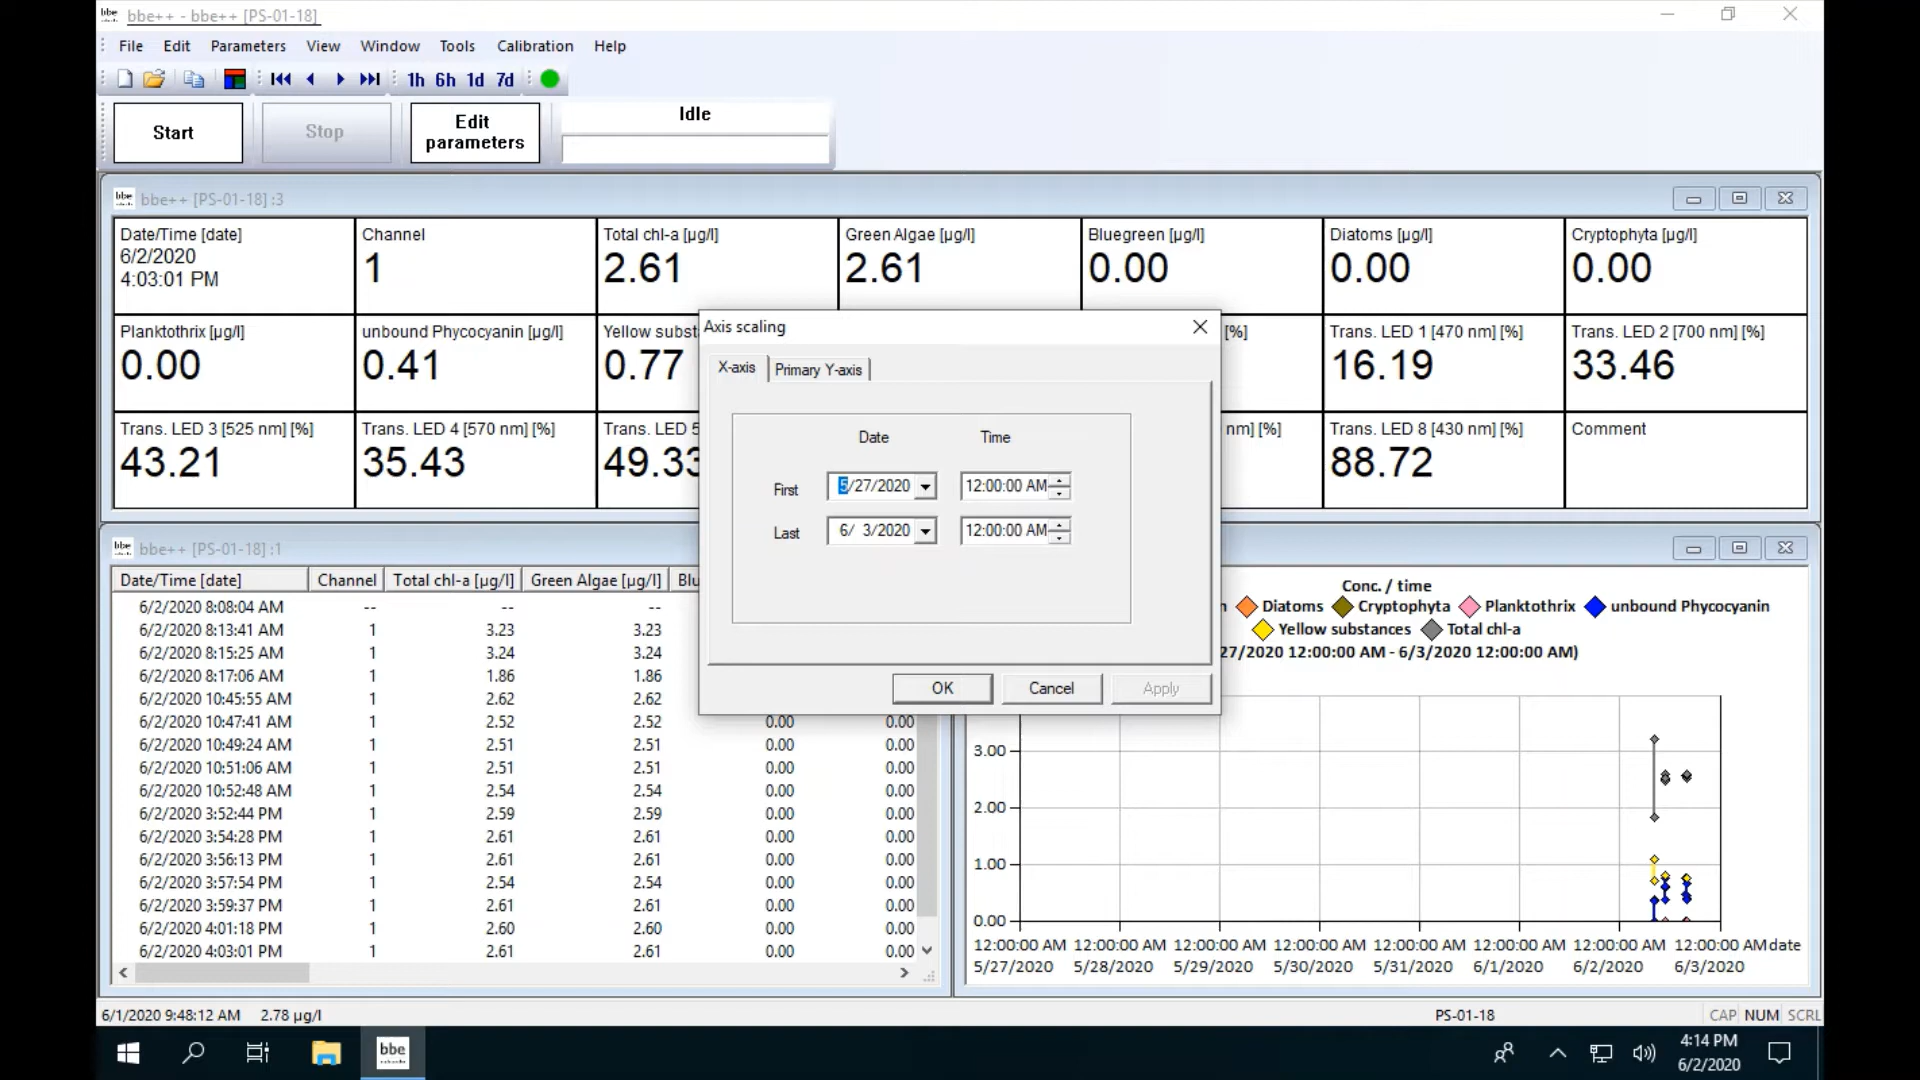 bbe++ - bbe++ [PS-01-18]
File Edit Parameters View Window Tools Calibration Help
1h 6h 1d 7d
Start Stop Edit parameters Idle
bbe bbe++ [PS-01-18] :3
Date/Time [date] Channel Total chl-a [µg/l] Green Algae [µg/l] Bluegreen [µg/l] Diatoms [µg/l] Cryptophyta [µg/l]
6/2/2020 4:03:01 PM 1 2.61 2.61 0.00 0.00 0.00
Planktothrix [µg/l] unbound Phycocyanin [µg/l] Yellow subst [%] Trans. LED 1 [470 nm] [%] Trans. LED 2 [700 nm] [%]
0.00 0.41 0.77 16.19 33.46
Trans. LED 3 [525 nm] [%] Trans. LED 4 [570 nm] [%] Trans. LED nm] [%] Trans. LED 8 [430 nm] [%] Comment
43.21 35.43 49.33 88.72
Axis scaling
X-axis Primary Y-axis
Date Time
First 5/27/2020 12:00:00 AM
Last 6/ 3/2020 12:00:00 AM
OK Cancel Apply
bbe bbe++ [PS-01-18] :1
Date/Time [date] Channel Total chl-a [µg/l] Green Algae [µg/l] Blu
6/2/2020 8:08:04 AM -- -- --
6/2/2020 8:13:41 AM 1 3.23 3.23
6/2/2020 8:15:25 AM 1 3.24 3.24
6/2/2020 8:17:06 AM 1 1.86 1.86
6/2/2020 10:45:55 AM 1 2.62 2.62
6/2/2020 10:47:41 AM 1 2.52 2.52 0.00 0.00
6/2/2020 10:49:24 AM 1 2.51 2.51 0.00 0.00
6/2/2020 10:51:06 AM 1 2.51 2.51 0.00 0.00
6/2/2020 10:52:48 AM 1 2.54 2.54 0.00 0.00
6/2/2020 3:52:44 PM 1 2.59 2.59 0.00 0.00
6/2/2020 3:54:28 PM 1 2.61 2.61 0.00 0.00
6/2/2020 3:56:13 PM 1 2.61 2.61 0.00 0.00
6/2/2020 3:57:54 PM 1 2.54 2.54 0.00 0.00
6/2/2020 3:59:37 PM 1 2.61 2.61 0.00 0.00
6/2/2020 4:01:18 PM 1 2.60 2.60 0.00 0.00
6/2/2020 4:03:01 PM 1 2.61 2.61 0.00 0.00
Conc. / time
n Diatoms Cryptophyta Planktothrix unbound Phycocyanin
Yellow substances Total chl-a
27/2020 12:00:00 AM - 6/3/2020 12:00:00 AM)
3.00
2.00
1.00
0.00
12:00:00 AM 12:00:00 AM 12:00:00 AM 12:00:00 AM 12:00:00 AM 12:00:00 AM 12:00:00 AM 12:00:00 AM date
5/27/2020 5/28/2020 5/29/2020 5/30/2020 5/31/2020 6/1/2020 6/2/2020 6/3/2020
6/1/2020 9:48:12 AM 2.78 µg/l PS-01-18 CAP NUM SCRL
bbe
4:14 PM
6/2/2020